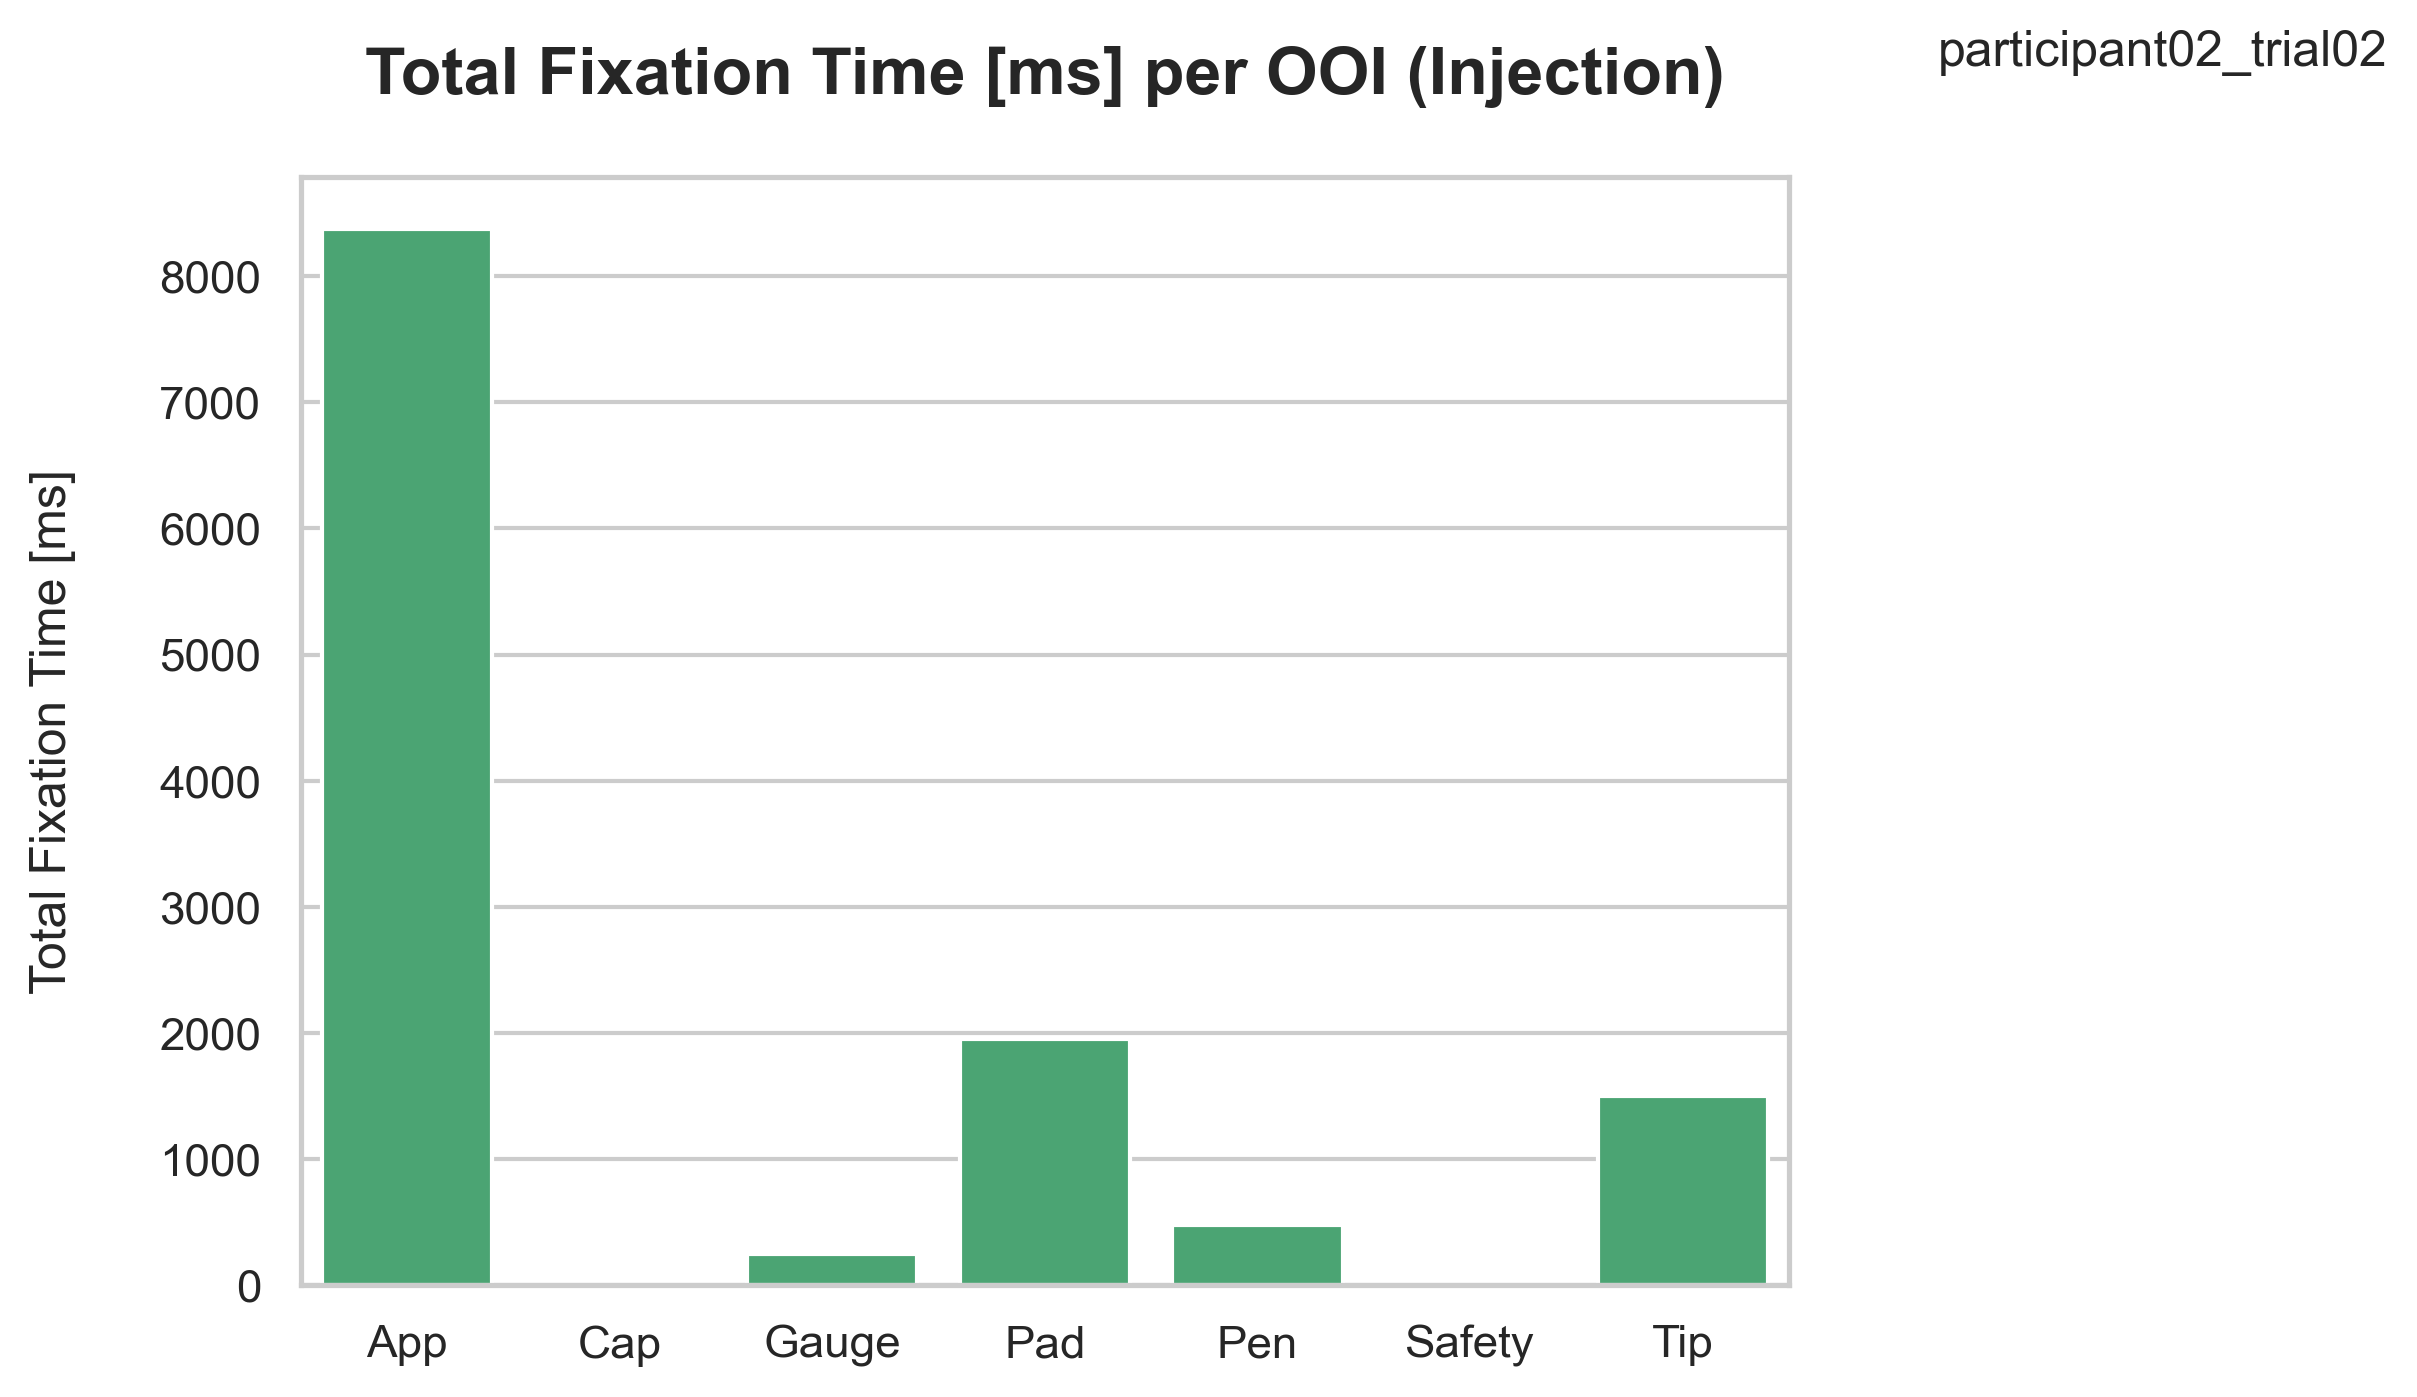 participant02_trial02
Total Fixation Time [ms] per OOI (Injection)
Total Fixation Time [ms]
8000
7000
6000
5000
4000
3000
2000
1000
0
App Cap Gauge Pad Pen Safety Tip